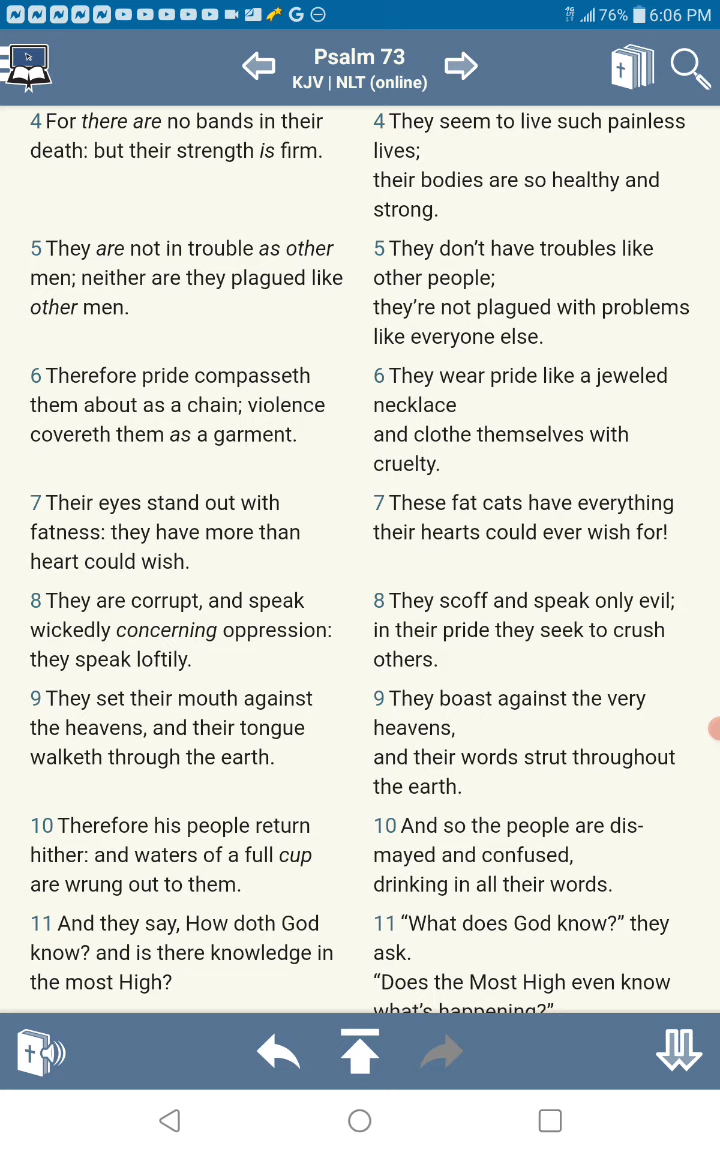 76% 6:06 PM
Psalm 73
KJV | NLT (online)
4 For there are no bands in their
death: but their strength is firm.
4 They seem to live such painless
lives;
their bodies are so healthy and
strong.
5 They are not in trouble as other
men; neither are they plagued like
other men.
5 They don't have troubles like
other people;
they're not plagued with problems
like everyone else.
6 Therefore pride compasseth
them about as a chain; violence
covereth them as a garment.
6 They wear pride like a jeweled
necklace
and clothe themselves with
cruelty.
7 Their eyes stand out with
fatness: they have more than
heart could wish.
7 These fat cats have everything
their hearts could ever wish for!
8 They are corrupt, and speak
wickedly concerning oppression:
they speak loftily.
8 They scoff and speak only evil;
in their pride they seek to crush
others.
9 They set their mouth against
the heavens, and their tongue
walketh through the earth.
9 They boast against the very
heavens,
and their words strut throughout
the earth.
10 Therefore his people return
hither: and waters of a full cup
are wrung out to them.
10 And so the people are dis-
mayed and confused,
drinking in all their words.
11 And they say, How doth God
know? and is there knowledge in
the most High?
11 “What does God know?” they
ask.
“Does the Most High even know
what's happening?”